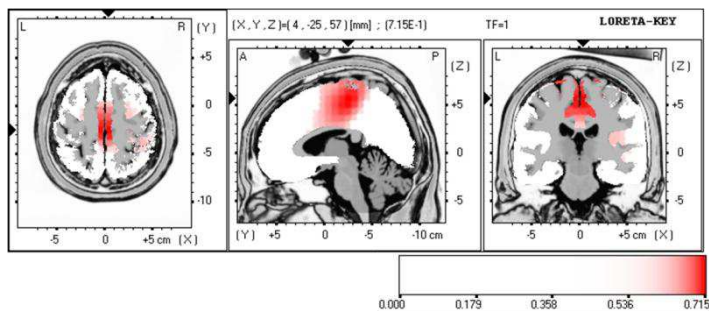 (X,Y,Z)=(4,-25,57)[mm] ; (7.15E-1) TF=1 LORETA-KEY
L R (Y)
+5
0
-5
-10
-5 0 +5 cm (X)
A P (Z)
+5
0
-5
(Y) +5 0 -5 -10 cm
L R (Z)
+5
0
-5
-5 0 +5 cm (X)
0.000 0.179 0.358 0.536 0.715